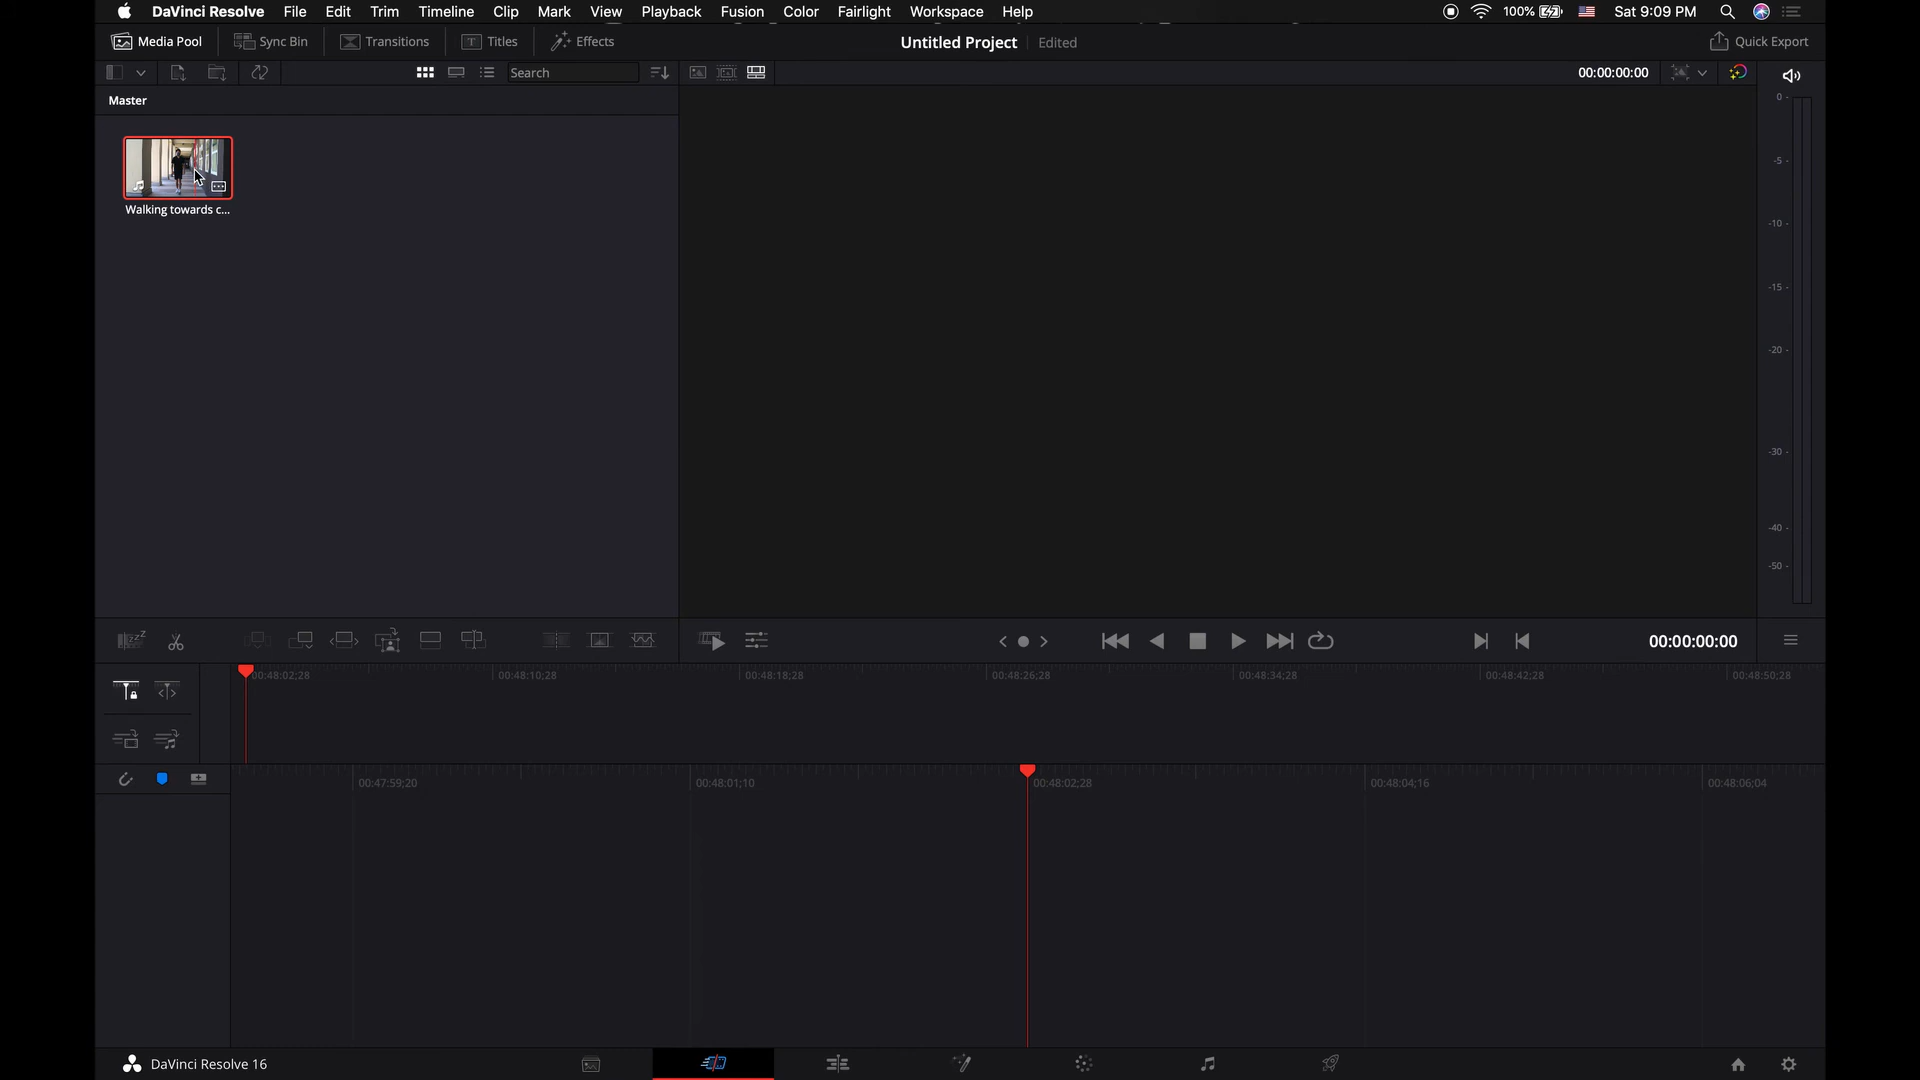 DaVinci Resolve File Edit Trim Timeline Clip Mark View Playback Fusion Color Fairlight Workspace Help 100% Sat 9:09 PM
Media Pool Sync Bin Transitions Titles Effects Untitled Project Edited Quick Export
Search 00:00:00:00
Master
Walking towards c...
0 -
-5 -
-10 -
-15 -
-20 -
-30 -
-40 -
-50 -
00:00:00:00
00:48:02;28 00:48:10;28 00:48:18;28 00:48:26;28 00:48:34;28 00:48:42;28 00:48:50;28
00:47:59;20 00:48:01;10 00:48:02;28 00:48:04;16 00:48:06;04
DaVinci Resolve 16